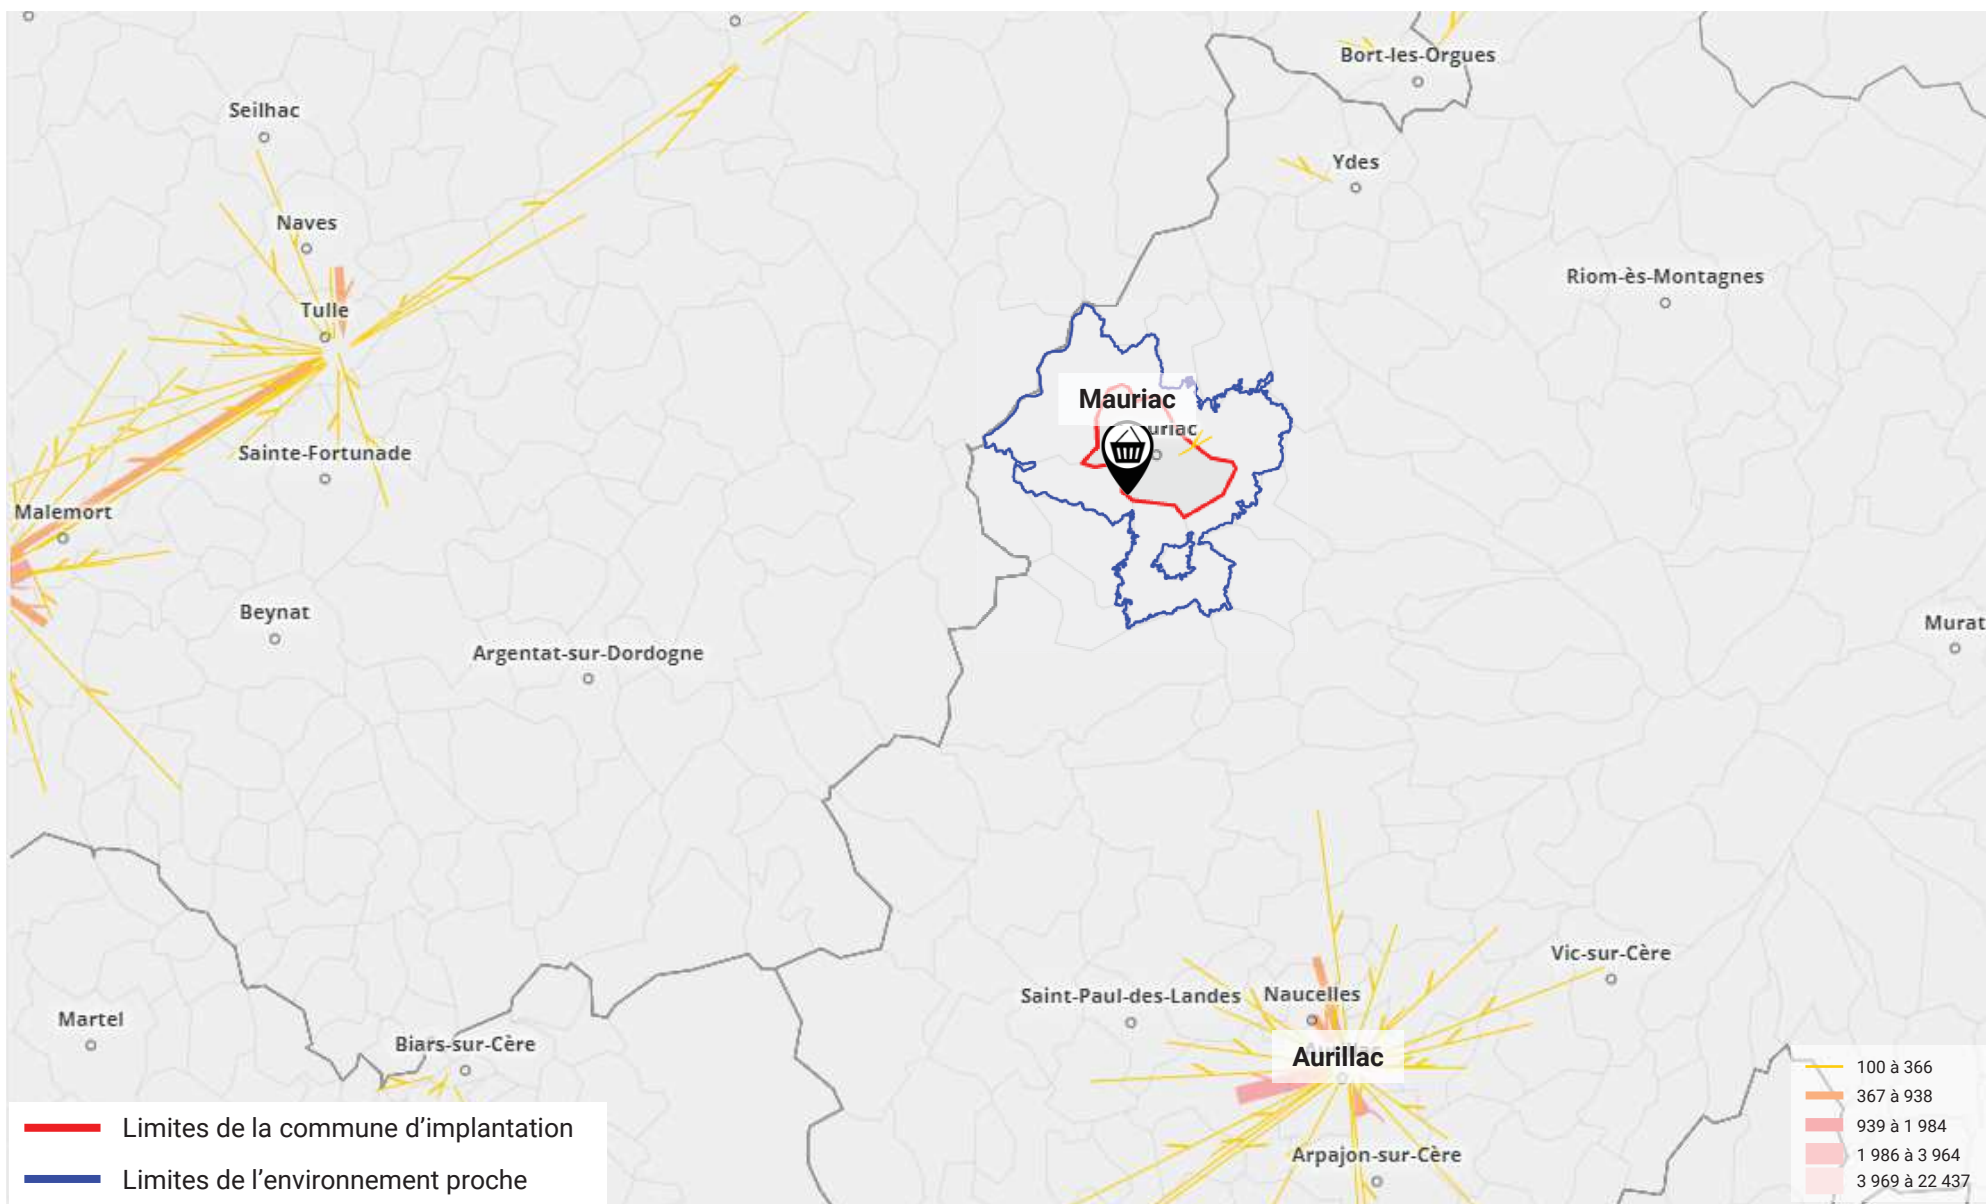 Bort-les-Orgues
Seilhac
Ydes
Naves
Riom-ès-Montagnes
Tulle
Mauriac
uriac
Sainte-Fortunade
Malemort
Beynat
Murat
Argentat-sur-Dordogne
Vic-sur-Cère
Saint-Paul-des-Landes
Naucelles
Martel
Biars-sur-Cère
Aurillac
Arpajon-sur-Cère
100 à 366
367 à 938
939 à 1 984
1 986 à 3 964
3 969 à 22 437
Limites de la commune d’implantation
Limites de l’environnement proche